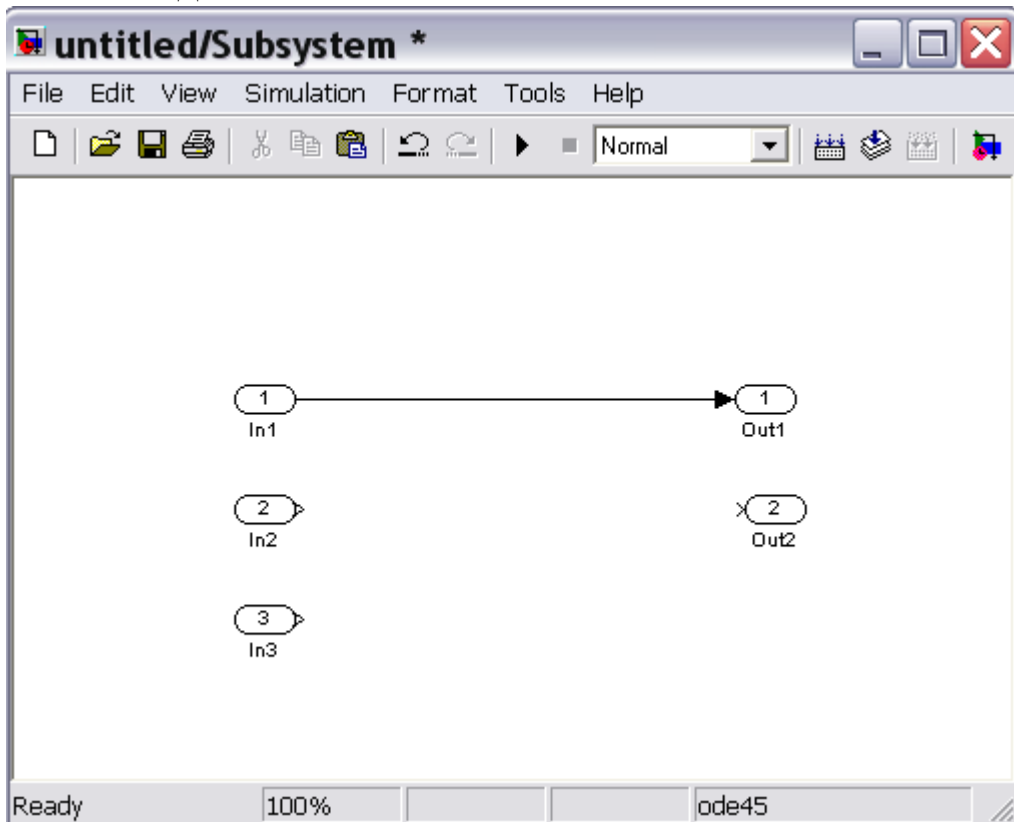 untitled/Subsystem *
File Edit View Simulation Format Tools Help
Normal
1 1
In1 Out1
2 2
In2 Out2
3
In3
Ready 100% ode45